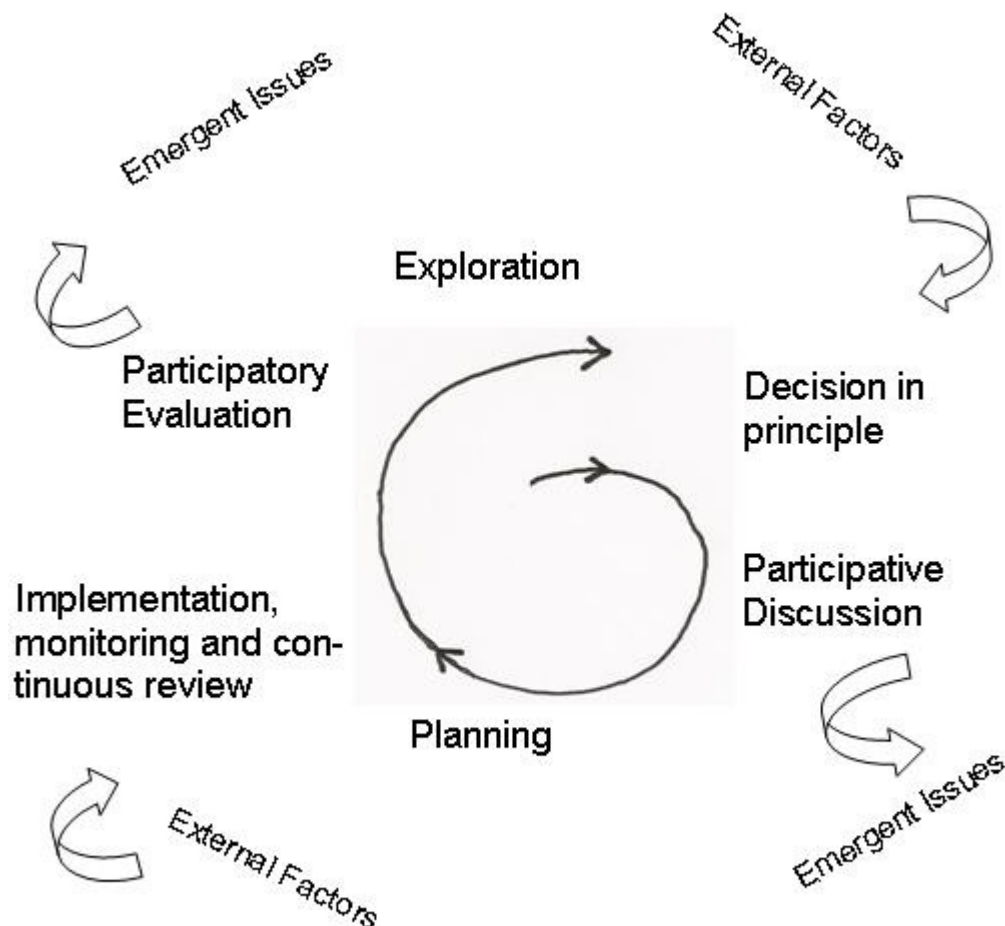 Emergent Issues
External Factors
Exploration
Participatory
Evaluation
Decision in
principle
Participative
Discussion
Implementation,
monitoring and con-
tinuous review
Planning
External Factors
Emergent Issues